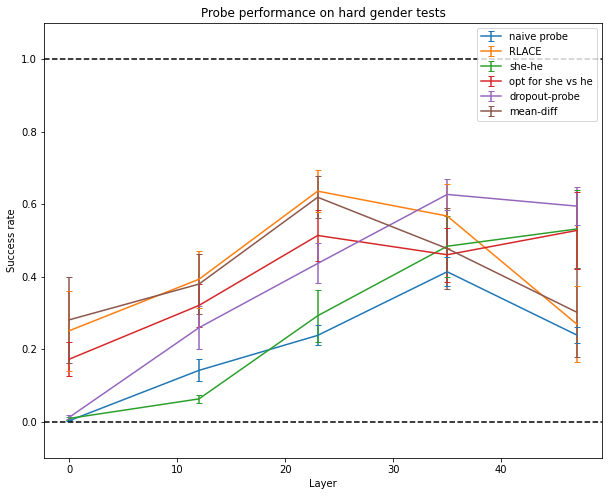 Probe performance on hard gender tests
naive probe
RLACE
she-he
opt for she vs he
dropout-probe
mean-diff
1.0
0.8
0.6
0.4
0.2
0.0
Success rate
0 10 20 30 40
Layer